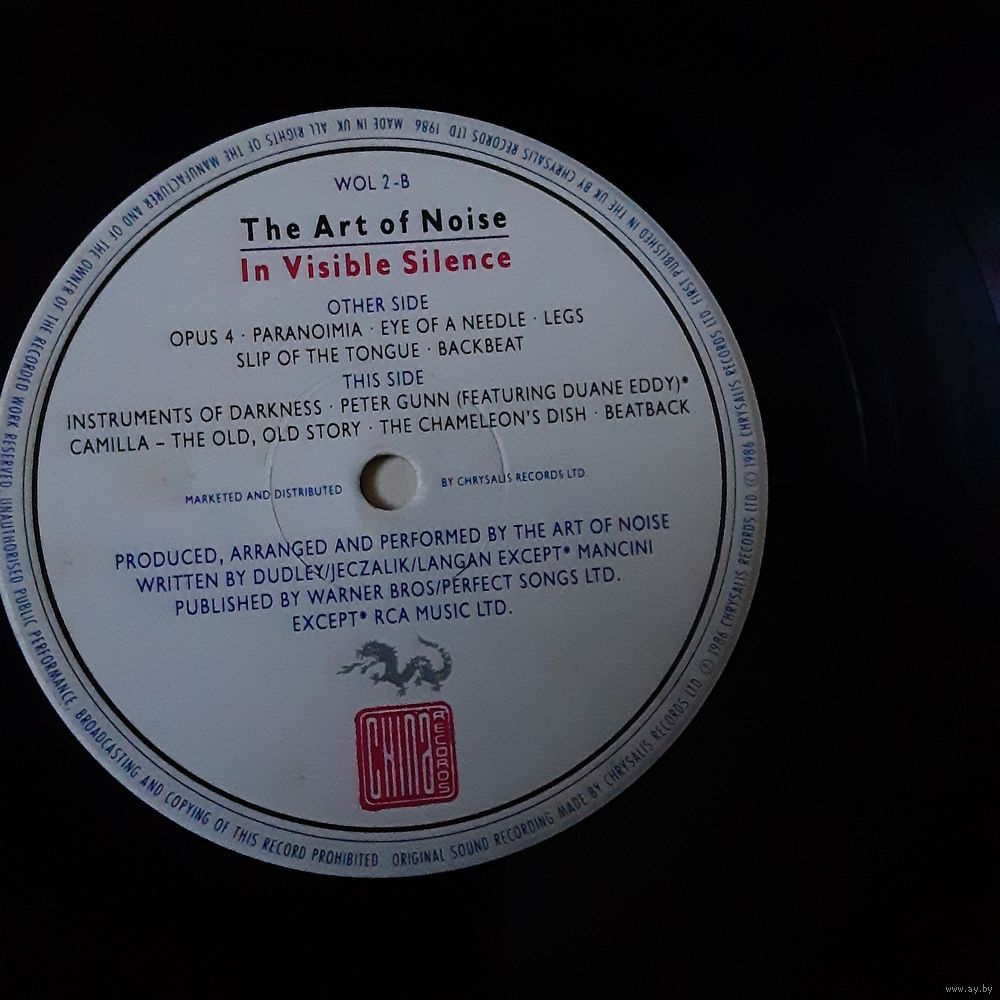 WOL 2-B
The Art of Noise
In Visible Silence
OTHER SIDE
OPUS 4 · PARANOIMIA · EYE OF A NEEDLE · LEGS
SLIP OF THE TONGUE · BACKBEAT
THIS SIDE
INSTRUMENTS OF DARKNESS · PETER GUNN (FEATURING DUANE EDDY)*
CAMILLA – THE OLD, OLD STORY · THE CHAMELEON'S DISH · BEATBACK
MARKETED AND DISTRIBUTED BY CHRYSALIS RECORDS LTD
PRODUCED, ARRANGED AND PERFORMED BY THE ART OF NOISE
WRITTEN BY DUDLEY/JECZALIK/LANGAN EXCEPT* MANCINI
PUBLISHED BY WARNER BROS/PERFECT SONGS LTD.
EXCEPT* RCA MUSIC LTD.
CHINA RECORDS
ORIGINAL SOUND RECORDING MADE BY CHRYSALIS RECORDS LTD. ℗ 1986 CHRYSALIS RECORDS LTD © 1986 CHRYSALIS RECORDS LTD. FIRST PUBLISHED IN THE UK BY CHRYSALIS RECORDS LTD 1986 MADE IN UK ALL RIGHTS OF THE MANUFACTURER AND OF THE OWNER OF THE RECORDED WORK RESERVED UNAUTHORISED PUBLIC PERFORMANCE, BROADCASTING AND COPYING OF THIS RECORD PROHIBITED
www.ay.by